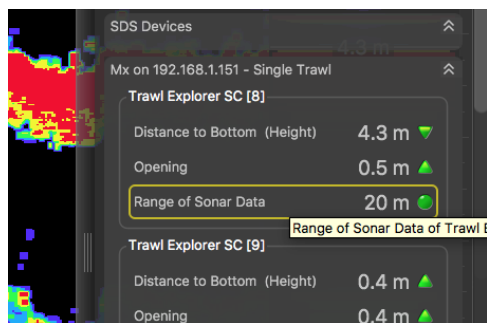 SDS Devices
4.3 m
Mx on 192.168.1.151 - Single Trawl
Trawl Explorer SC [8]
Distance to Bottom (Height) 4.3 m
Opening 0.5 m
Range of Sonar Data 20 m
Range of Sonar Data of Trawl E
Trawl Explorer SC [9]
Distance to Bottom (Height) 0.4 m
Opening 0.4 m